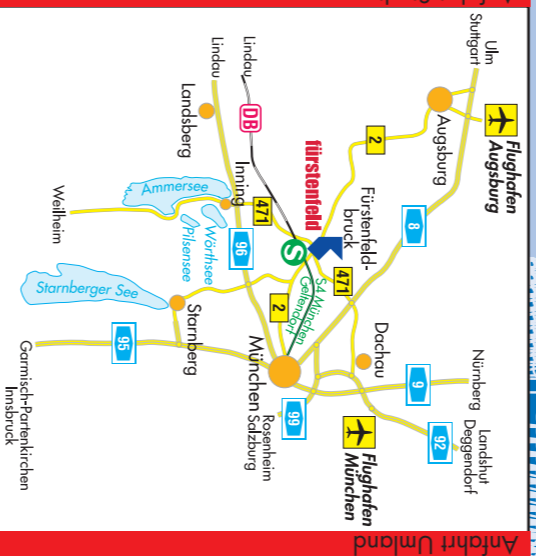 Ulm
Stuttgart
Flughafen
Augsburg
Augsburg
2
8
Lindau
Lindau
DB
Landsberg
fürstenfeld
Fürstenfeld-
bruck
Inning
471
Ammersee
Wörthsee
Pilsensee
96
S
S4 München
Geltendorf
471
2
Weilheim
Starnberger See
Starnberg
Dachau
München
95
Garmisch-Partenkirchen
Innsbruck
Nürnberg
9
Landshut
Deggendorf
92
99
Rosenheim
Salzburg
Flughafen
München
Anfahrt Umland